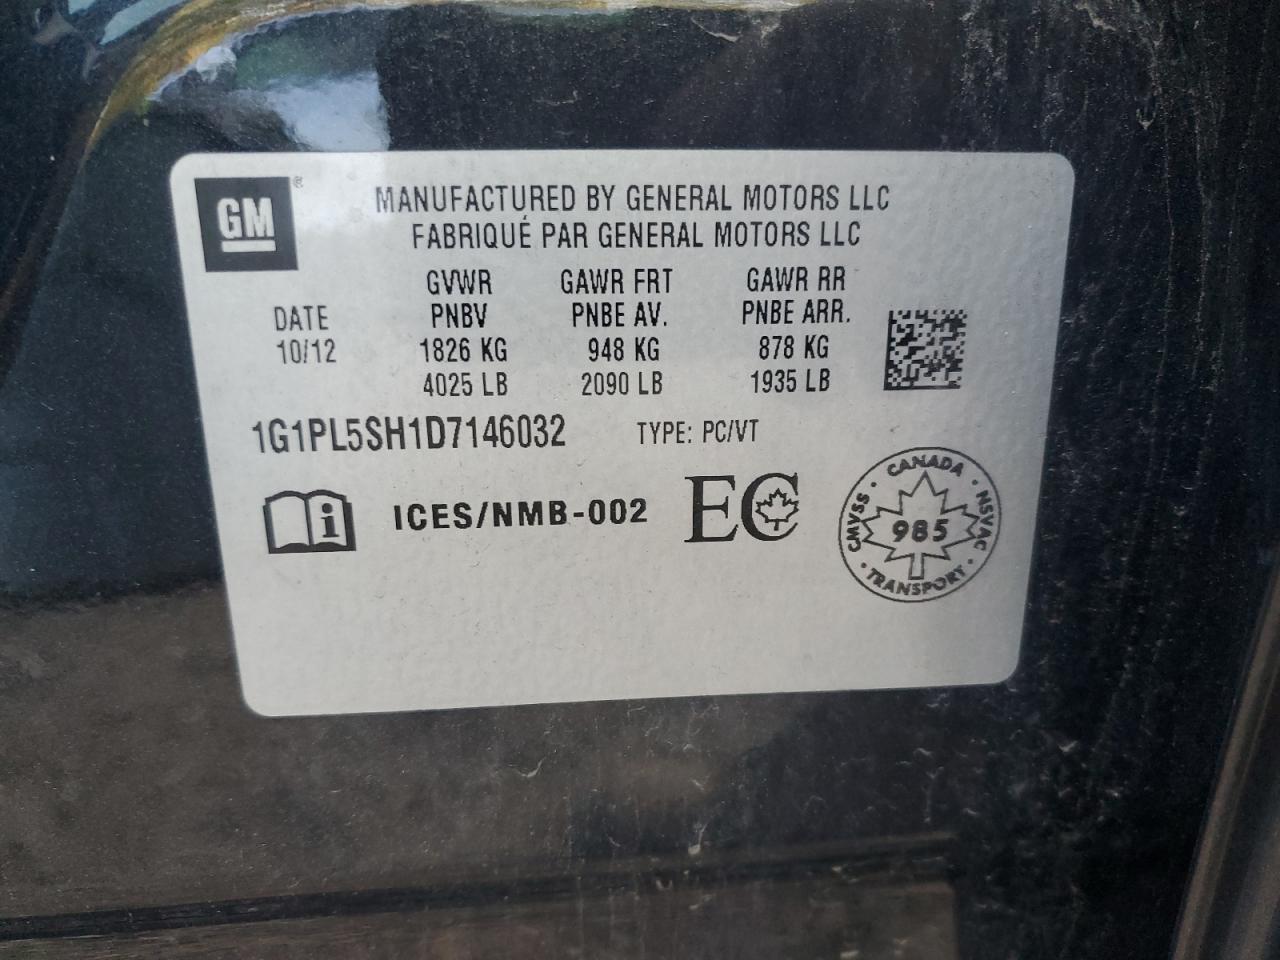 GM®
MANUFACTURED BY GENERAL MOTORS LLC
FABRIQUÉ PAR GENERAL MOTORS LLC
GVWR GAWR FRT GAWR RR
DATE PNBV PNBE AV. PNBE ARR.
10/12 1826 KG 948 KG 878 KG
4025 LB 2090 LB 1935 LB
1G1PL5SH1D7146032 TYPE: PC/VT
i ICES/NMB-002 EC
CANADA
CMVSS · 985 · NSVAC
· TRANSPORT ·